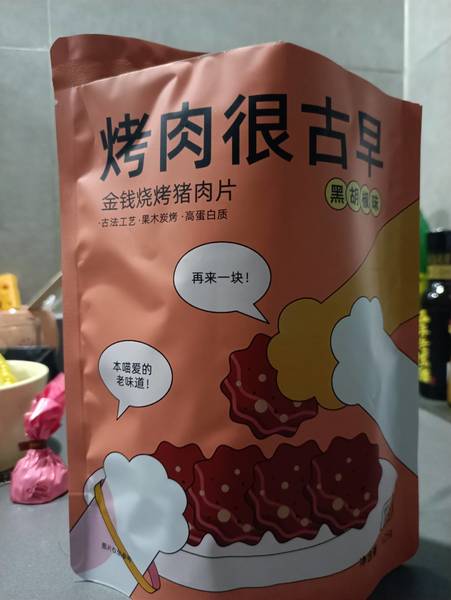 烤肉很古早
金钱烧烤猪肉片
黑胡椒味
·古法工艺·果木炭烤·高蛋白质
再来一块！
本喵爱的
老味道！